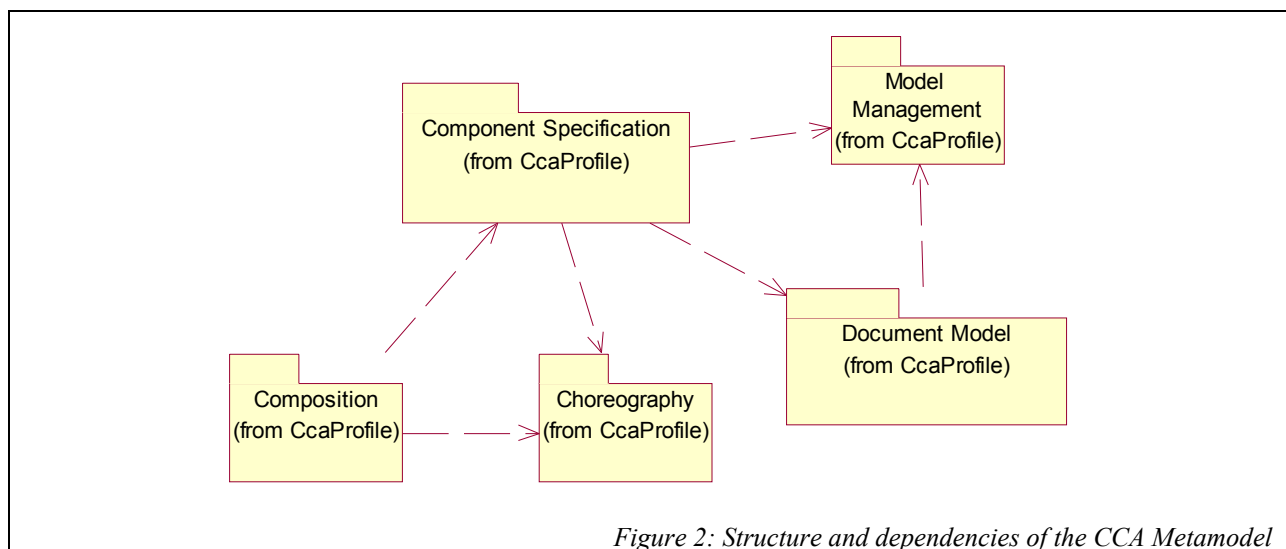 Model
Management
(from CcaProfile)
Component Specification
(from CcaProfile)
Document Model
(from CcaProfile)
Composition
(from CcaProfile)
Choreography
(from CcaProfile)
Figure 2: Structure and dependencies of the CCA Metamodel